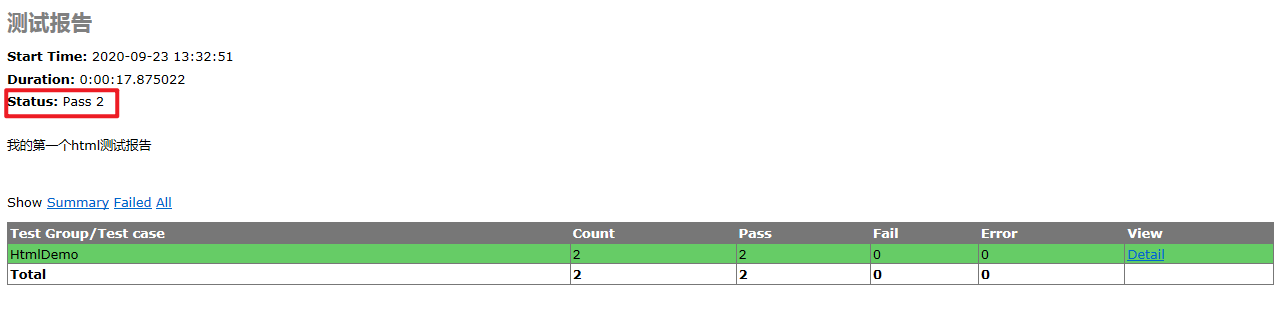 测试报告
Start Time: 2020-09-23 13:32:51
Duration: 0:00:17.875022
Status: Pass 2
我的第一个html测试报告
Show Summary Failed All
Test Group/Test case Count Pass Fail Error View
HtmlDemo 2 2 0 0 Detail
Total 2 2 0 0